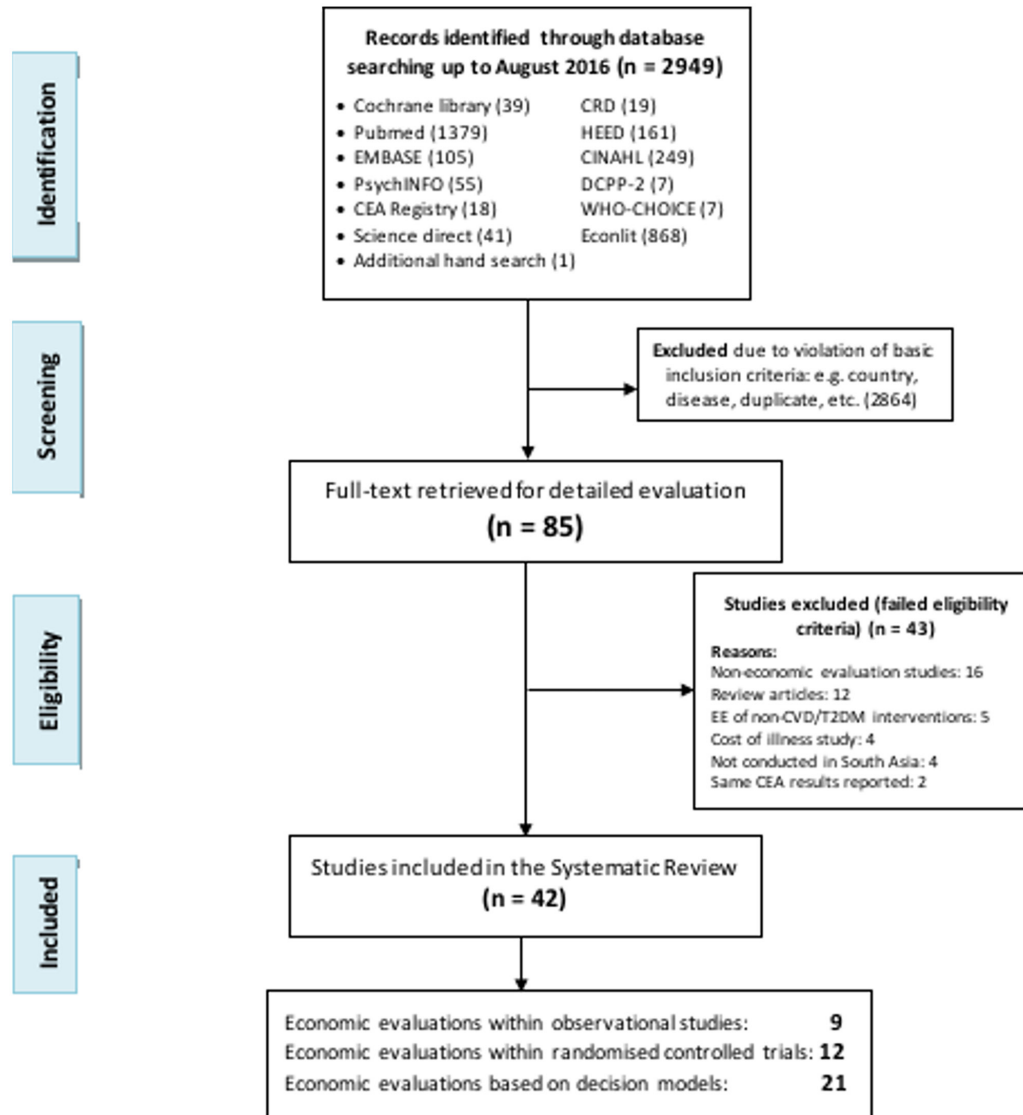 Identification
Records identified through database
searching up to August 2016 (n = 2949)
• Cochrane library (39) CRD (19)
• Pubmed (1379) HEED (161)
• EMBASE (105) CINAHL (249)
• PsychINFO (55) DCPP-2 (7)
• CEA Registry (18) WHO-CHOICE (7)
• Science direct (41) Econlit (868)
• Additional hand search (1)
Screening
Excluded due to violation of basic
inclusion criteria: e.g. country,
disease, duplicate, etc. (2864)
Full-text retrieved for detailed evaluation
(n = 85)
Eligibility
Studies excluded (failed eligibility
criteria) (n = 43)
Reasons:
Non-economic evaluation studies: 16
Review articles: 12
EE of non-CVD/T2DM interventions: 5
Cost of illness study: 4
Not conducted in South Asia: 4
Same CEA results reported: 2
Included
Studies included in the Systematic Review
(n = 42)
Economic evaluations within observational studies: 9
Economic evaluations within randomised controlled trials: 12
Economic evaluations based on decision models: 21